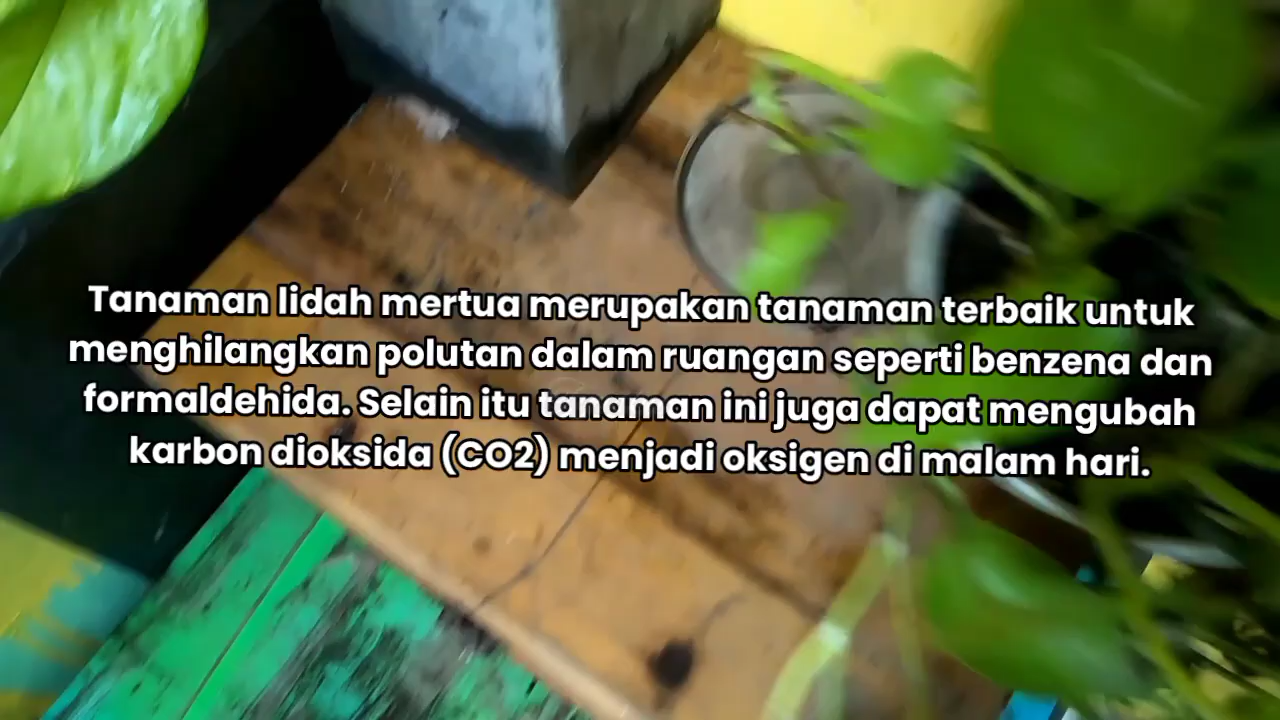 Tanaman lidah mertua merupakan tanaman terbaik untuk
menghilangkan polutan dalam ruangan seperti benzena dan
formaldehida. Selain itu tanaman ini juga dapat mengubah
karbon dioksida (CO2) menjadi oksigen di malam hari.